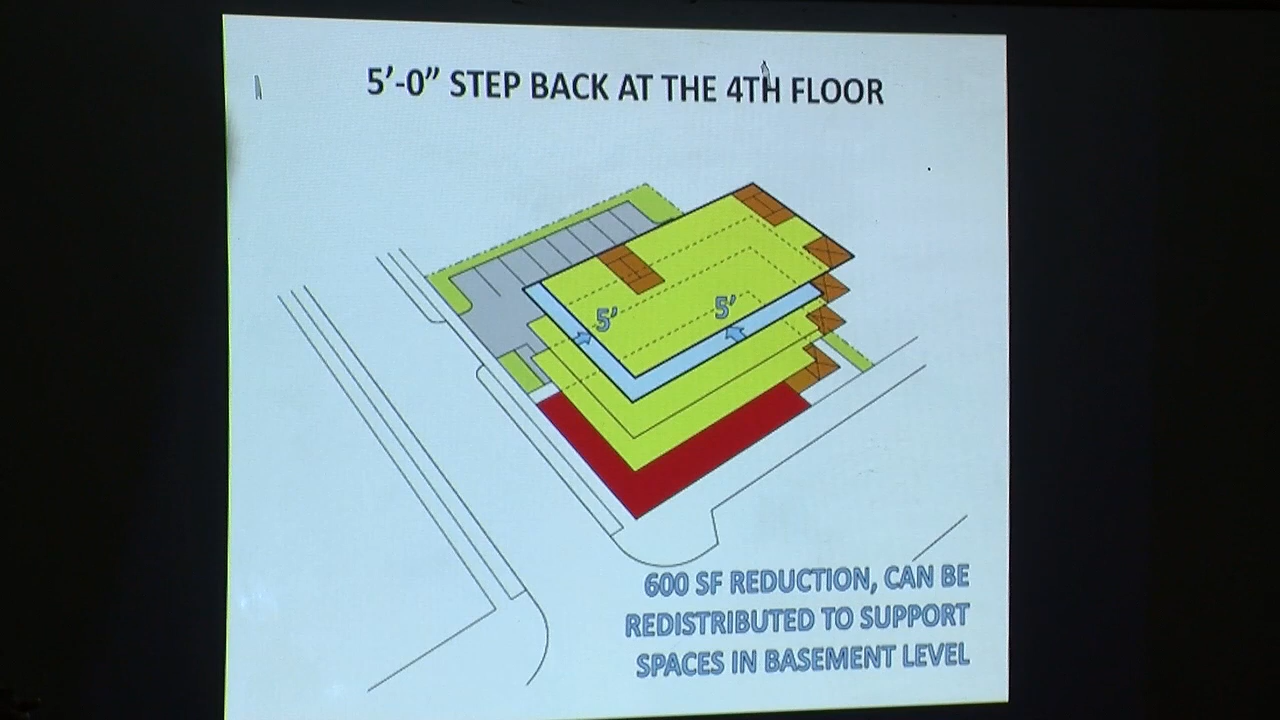 5'-0" STEP BACK AT THE 4TH FLOOR
5'
5'
600 SF REDUCTION, CAN BE
REDISTRIBUTED TO SUPPORT
SPACES IN BASEMENT LEVEL